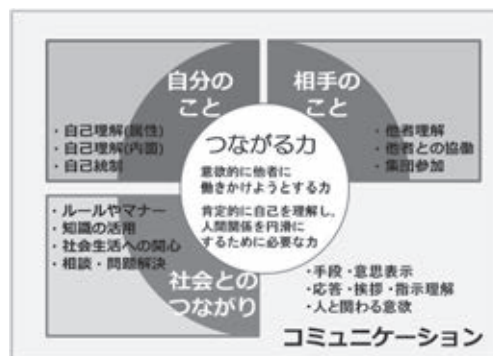 自分の
こと
・自己理解(属性)
・自己理解(内面)
・自己統制
相手の
こと
・他者理解
・他者との協働
・集団参加
つながる力
意欲的に他者に
働きかけようとする力
肯定的に自己を理解し、
人間関係を円滑に
するために必要な力
・ルールやマナー
・知識の活用
・社会生活への関心
・相談・問題解決
社会との
つながり
・手段・意思表示
・応答・挨拶・指示理解
・人と関わる意欲
コミュニケーション